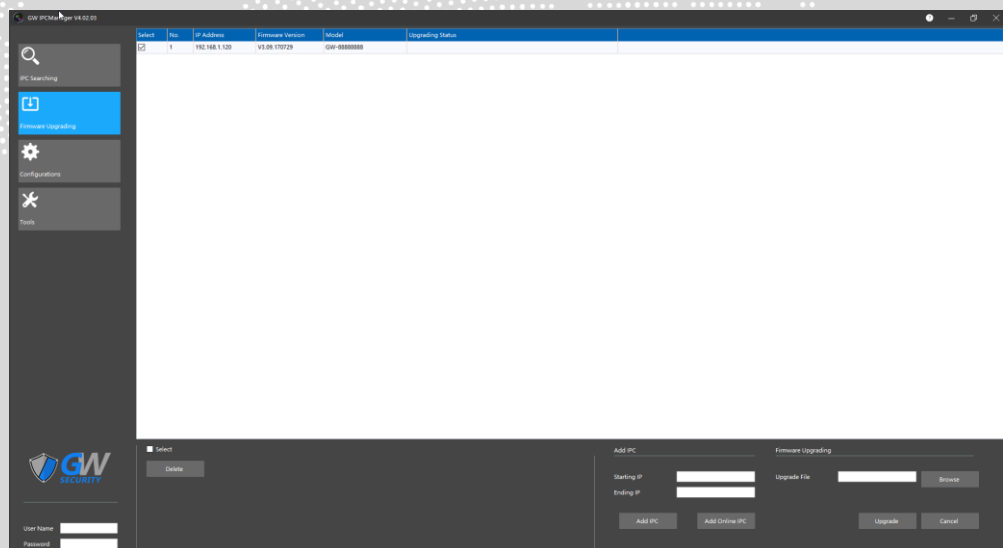 GW IPCManager V4.02.03
Select No. IP Address Firmware Version Model Upgrading Status
1 192.168.1.120 V3.09.170729 GW-88888888
IPC Searching
Firmware Upgrading
Configurations
Tools
GW
SECURITY
User Name
Password
Select
Delete
Add IPC
Starting IP
Ending IP
Add IPC Add Online IPC
Firmware Upgrading
Upgrade File Browse
Upgrade Cancel